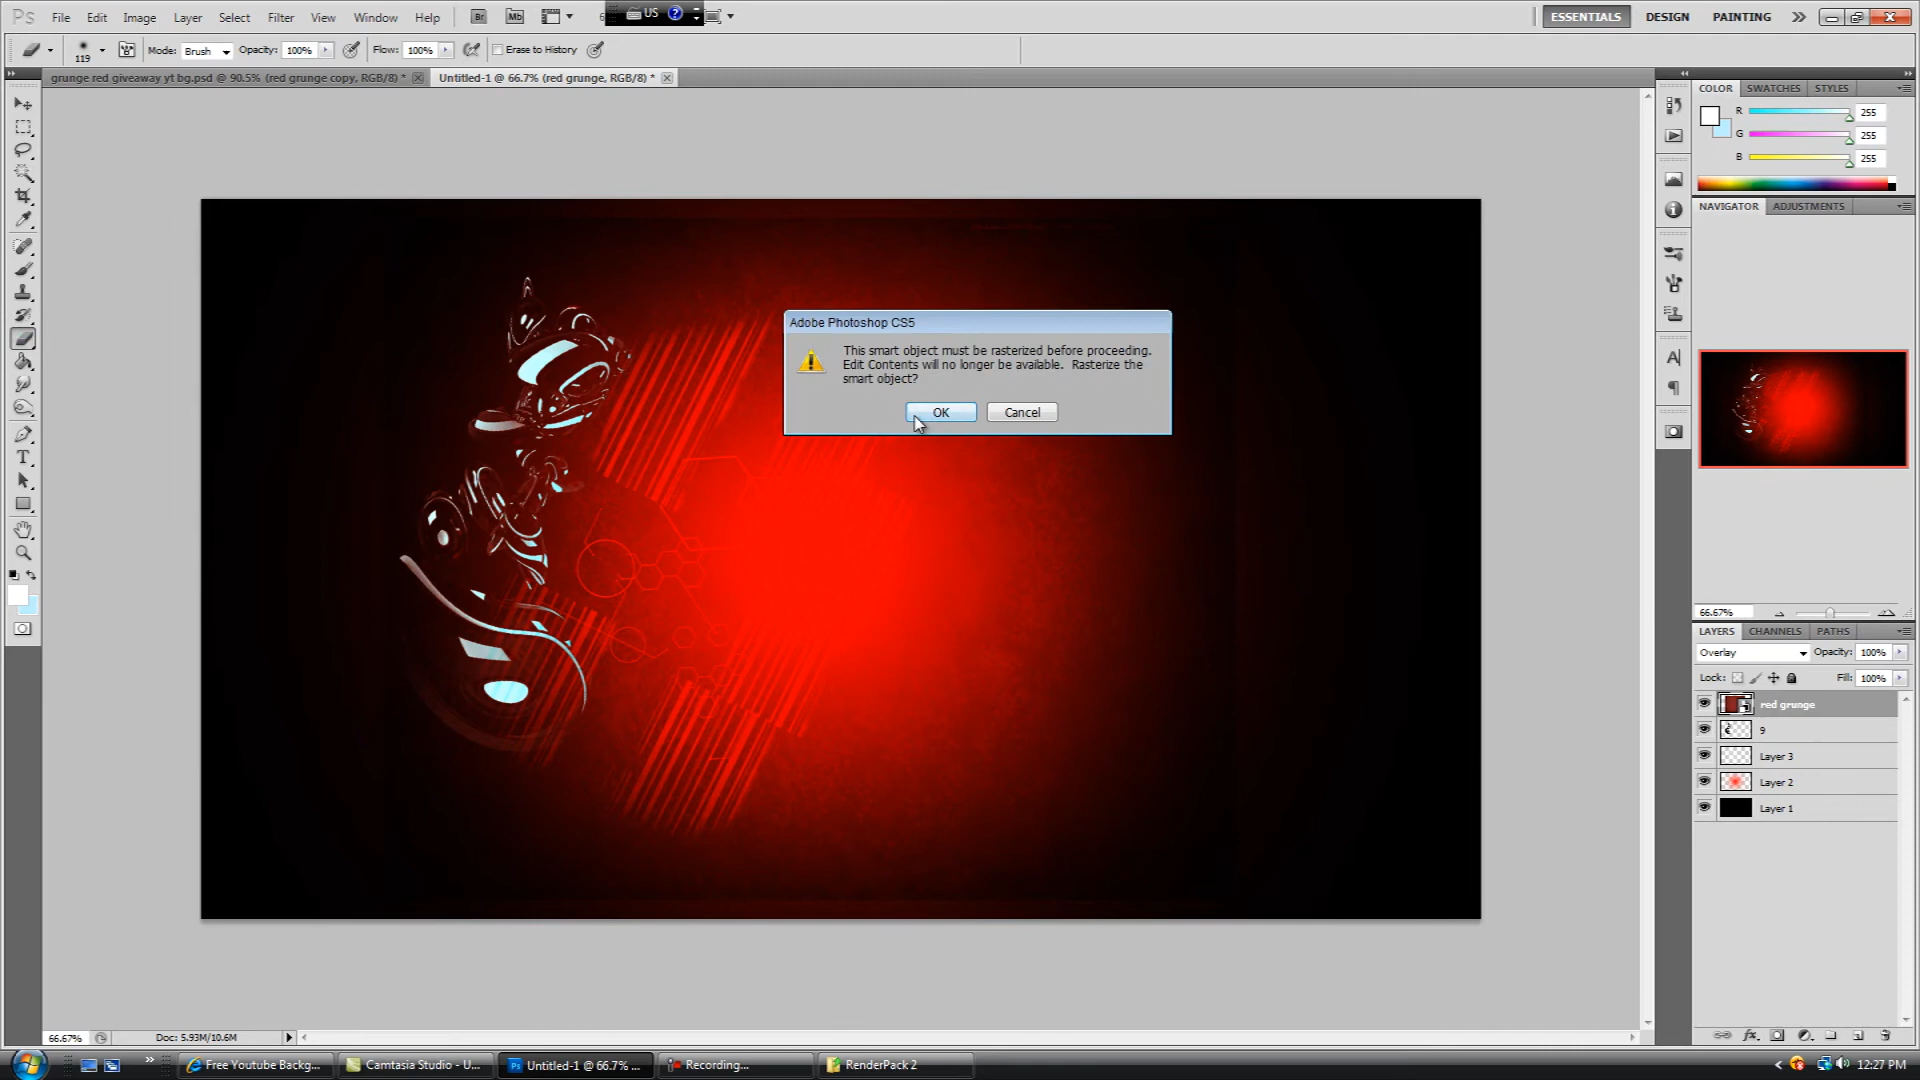 Ps File Edit Image Layer Select Filter View Window Help Br Mb US ? ESSENTIALS DESIGN PAINTING
119 Mode: Brush Opacity: 100% Flow: 100% Erase to History
grunge red giveaway yt bg.psd @ 90.5% (red grunge copy, RGB/8) * Untitled-1 @ 66.7% (red grunge, RGB/8) *
COLOR SWATCHES STYLES
R 255
G 255
B 255
NAVIGATOR ADJUSTMENTS
Adobe Photoshop CS5
This smart object must be rasterized before proceeding.
Edit Contents will no longer be available. Rasterize the
smart object?
OK Cancel
66.67%
LAYERS CHANNELS PATHS
Overlay Opacity: 100%
Lock: Fill: 100%
red grunge
9
Layer 3
Layer 2
Layer 1
66.67% Doc: 5.93M/10.6M
Free Youtube Backg... Camtasia Studio - U... Untitled-1 @ 66.7% ... Recording... RenderPack 2 12:27 PM